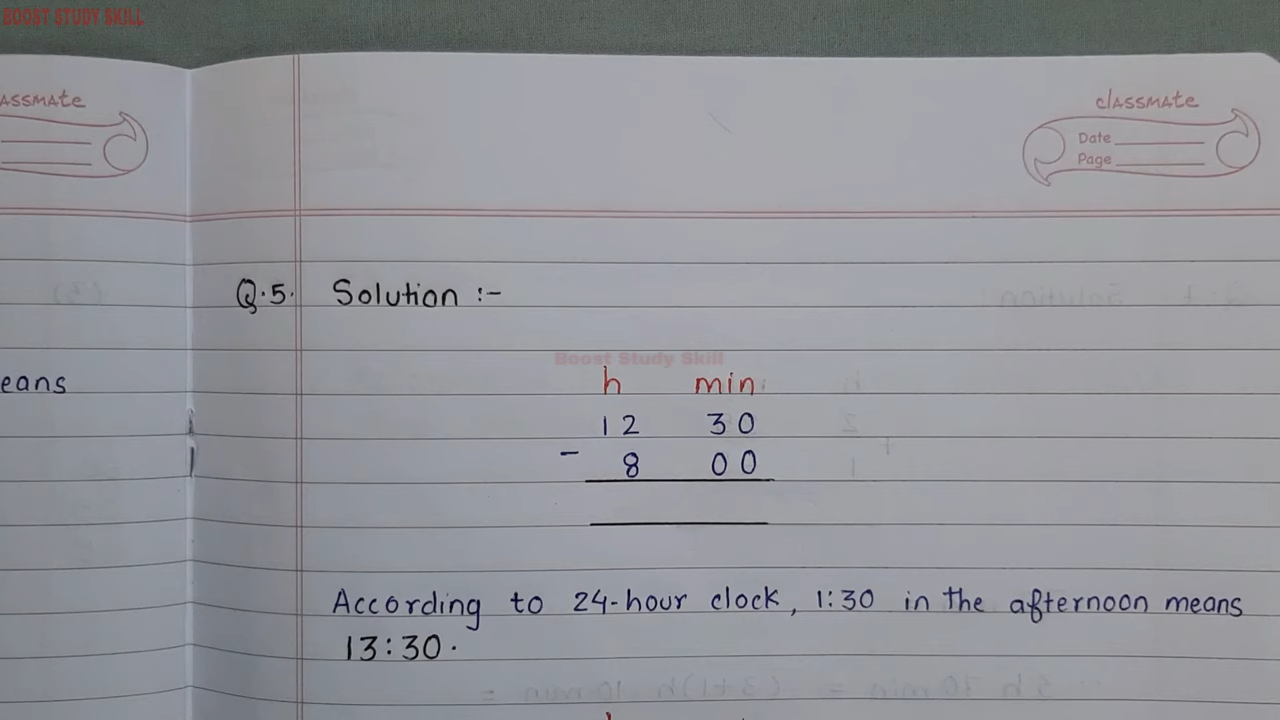 BOOST STUDY SKILL
ASSMATE
classmate
Date
Page
Q.5. Solution :-
Boost Study Skill
eans
h min.
12 30
- 8 00
According to 24-hour clock, 1:30 in the afternoon means
13:30.